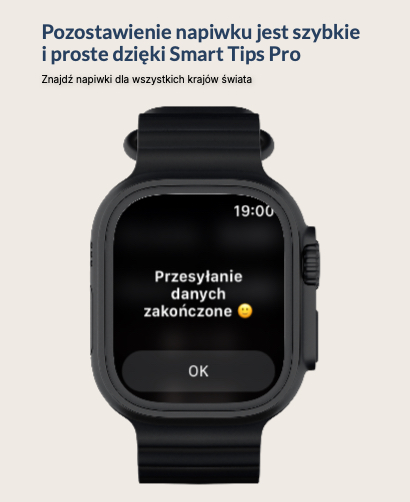 Pozostawienie napiwku jest szybkie
i proste dzięki Smart Tips Pro
Znajdź napiwki dla wszystkich krajów świata
19:00
Przesyłanie
danych
zakończone 🙂
OK